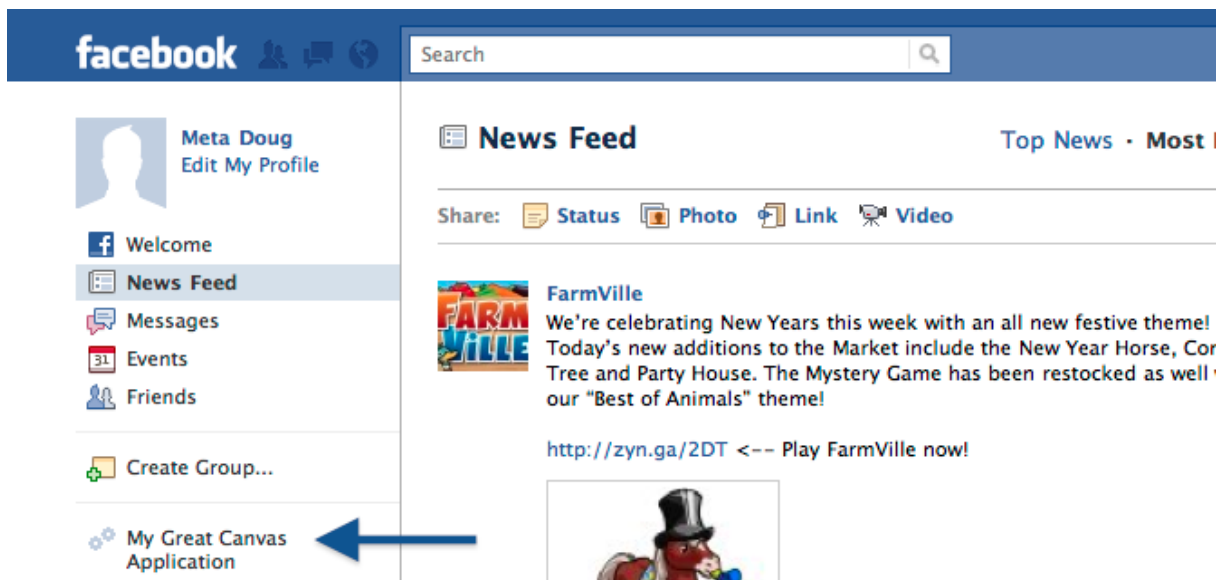 facebook
Search
Meta Doug
Edit My Profile
Welcome
News Feed
Messages
31 Events
Friends
Create Group...
My Great Canvas
Application
News Feed
Top News · Most
Share: Status Photo Link Video
FARM
VILLE
FarmVille
We're celebrating New Years this week with an all new festive theme!
Today's new additions to the Market include the New Year Horse,
Tree and Party House. The Mystery Game has been restocked as well
our “Best of Animals” theme!
http://zyn.ga/2DT <-- Play FarmVille now!